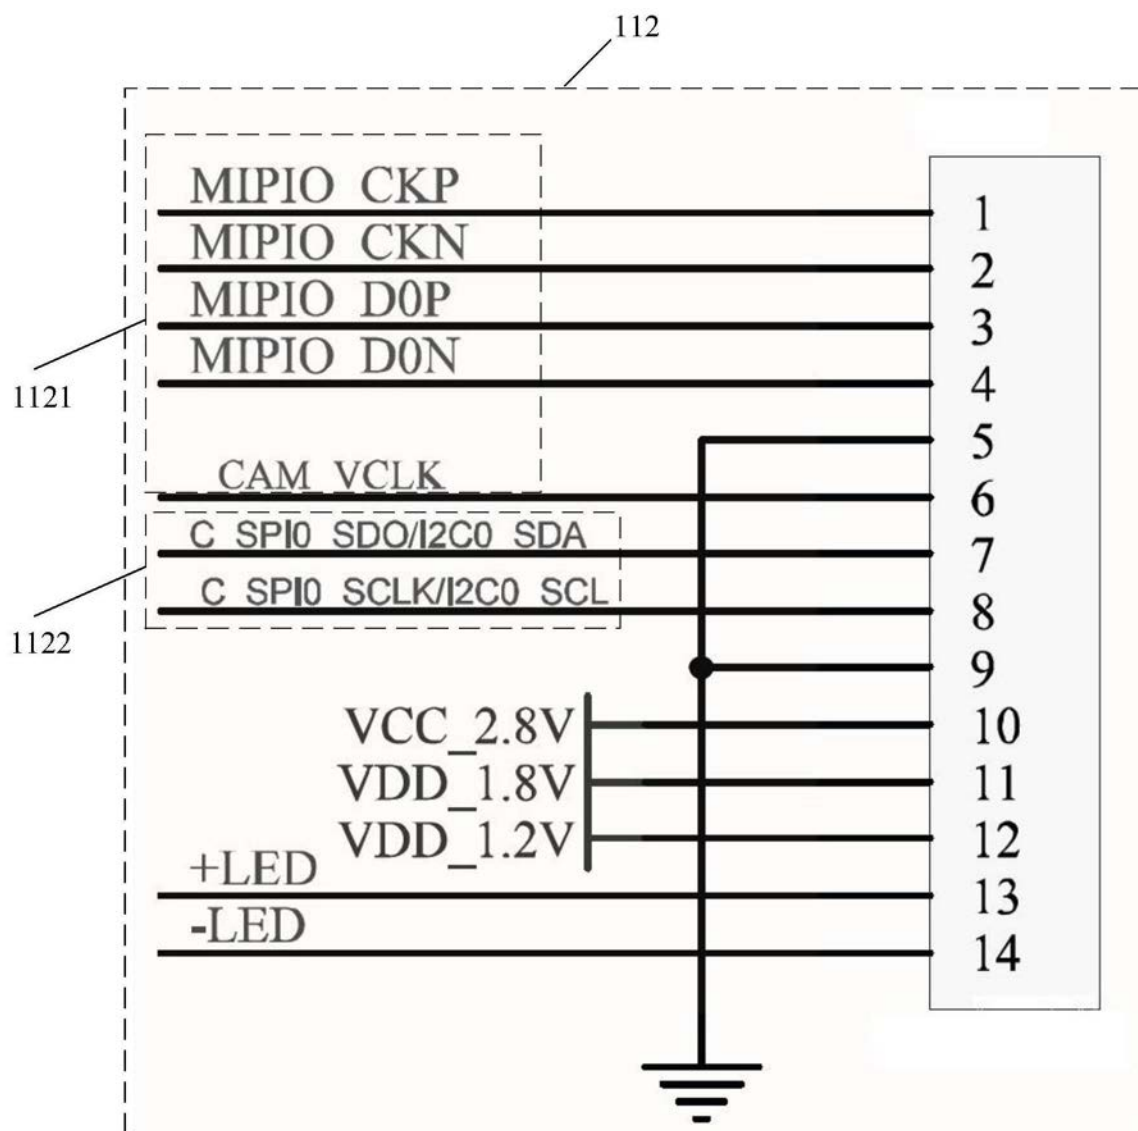 112
MIPIO CKP
1
MIPIO CKN
2
MIPIO D0P
3
MIPIO D0N
4
1121
5
CAM VCLK
6
C SPI0 SDO/I2C0 SDA
7
C SPI0 SCLK/I2C0 SCL
8
1122
9
VCC_2.8V
10
VDD_1.8V
11
VDD_1.2V
12
+LED
13
-LED
14